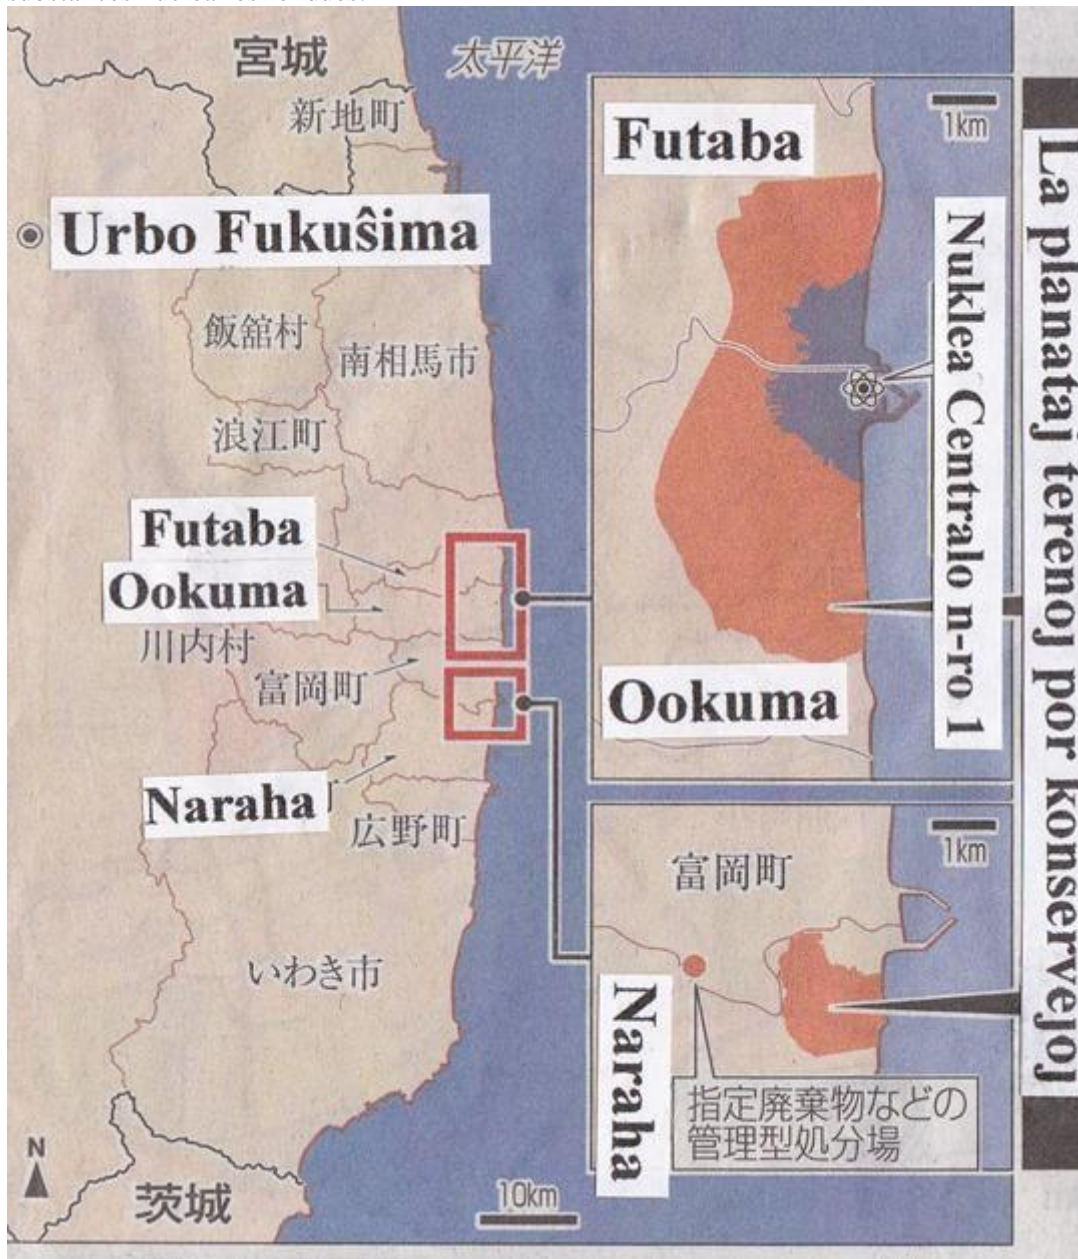 宮城
太平洋
新地町
Urbo Fukuŝima
飯舘村
南相馬市
浪江町
Futaba
Ookuma
川内村
富岡町
Naraha
広野町
いわき市
N
茨城
10km
Futaba
1km
Nuklea Centralo n-ro 1
Ookuma
1km
富岡町
Naraha
指定廃棄物などの
管理型処分場
La planataj terenoj por konservejoj